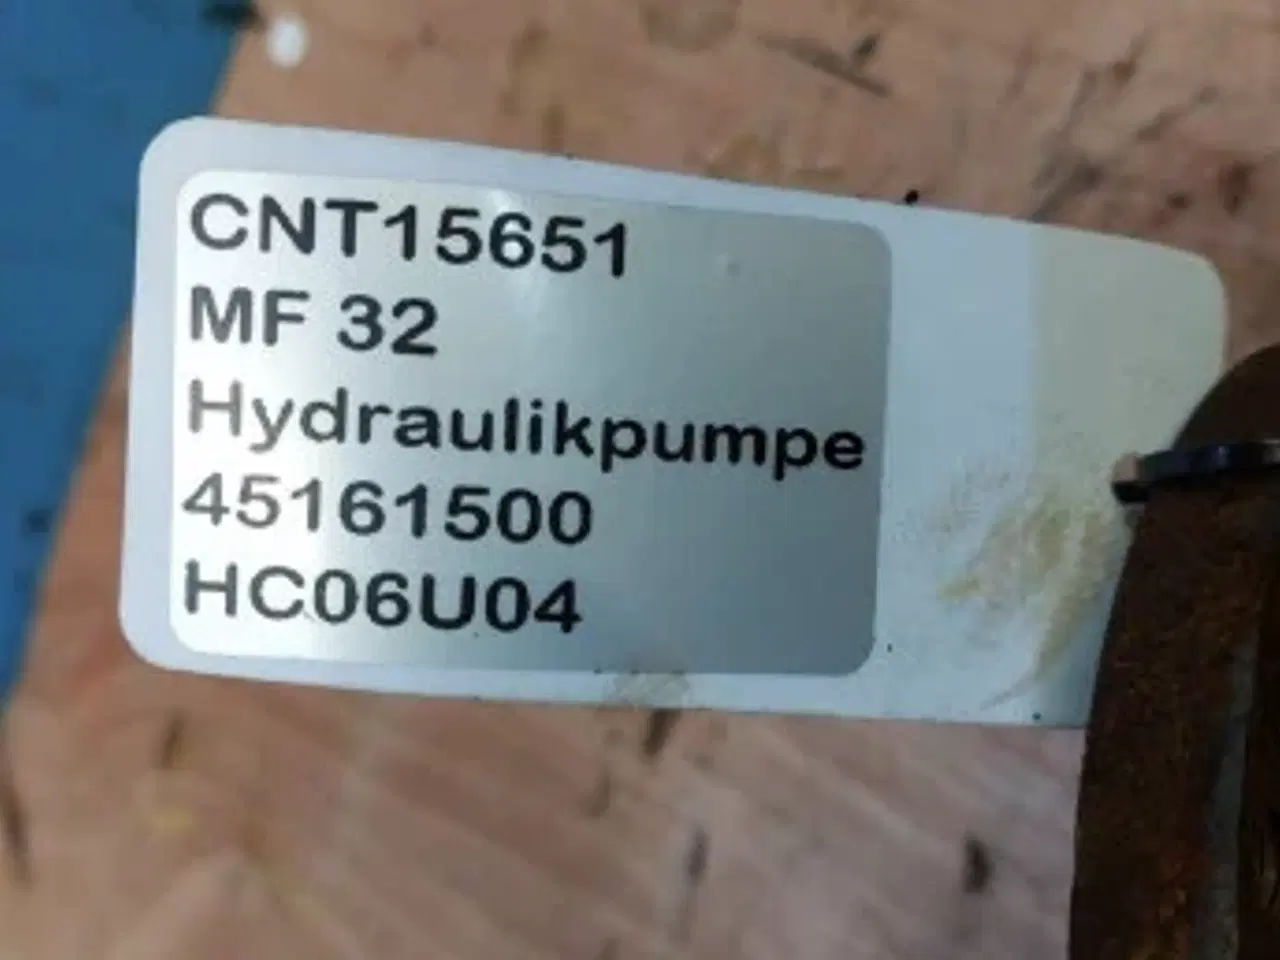 CNT15651
MF 32
Hydraulikpumpe
45161500
HC06U04